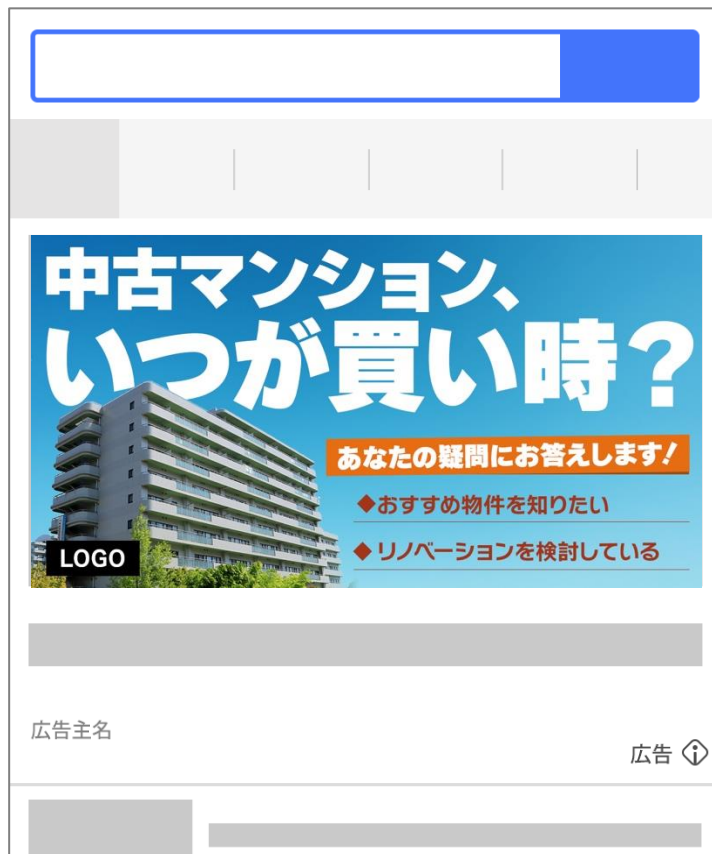 中古マンション、
いつが買い時？
あなたの疑問にお答えします!
◆おすすめ物件を知りたい
◆リノベーションを検討している
LOGO
広告主名
広告